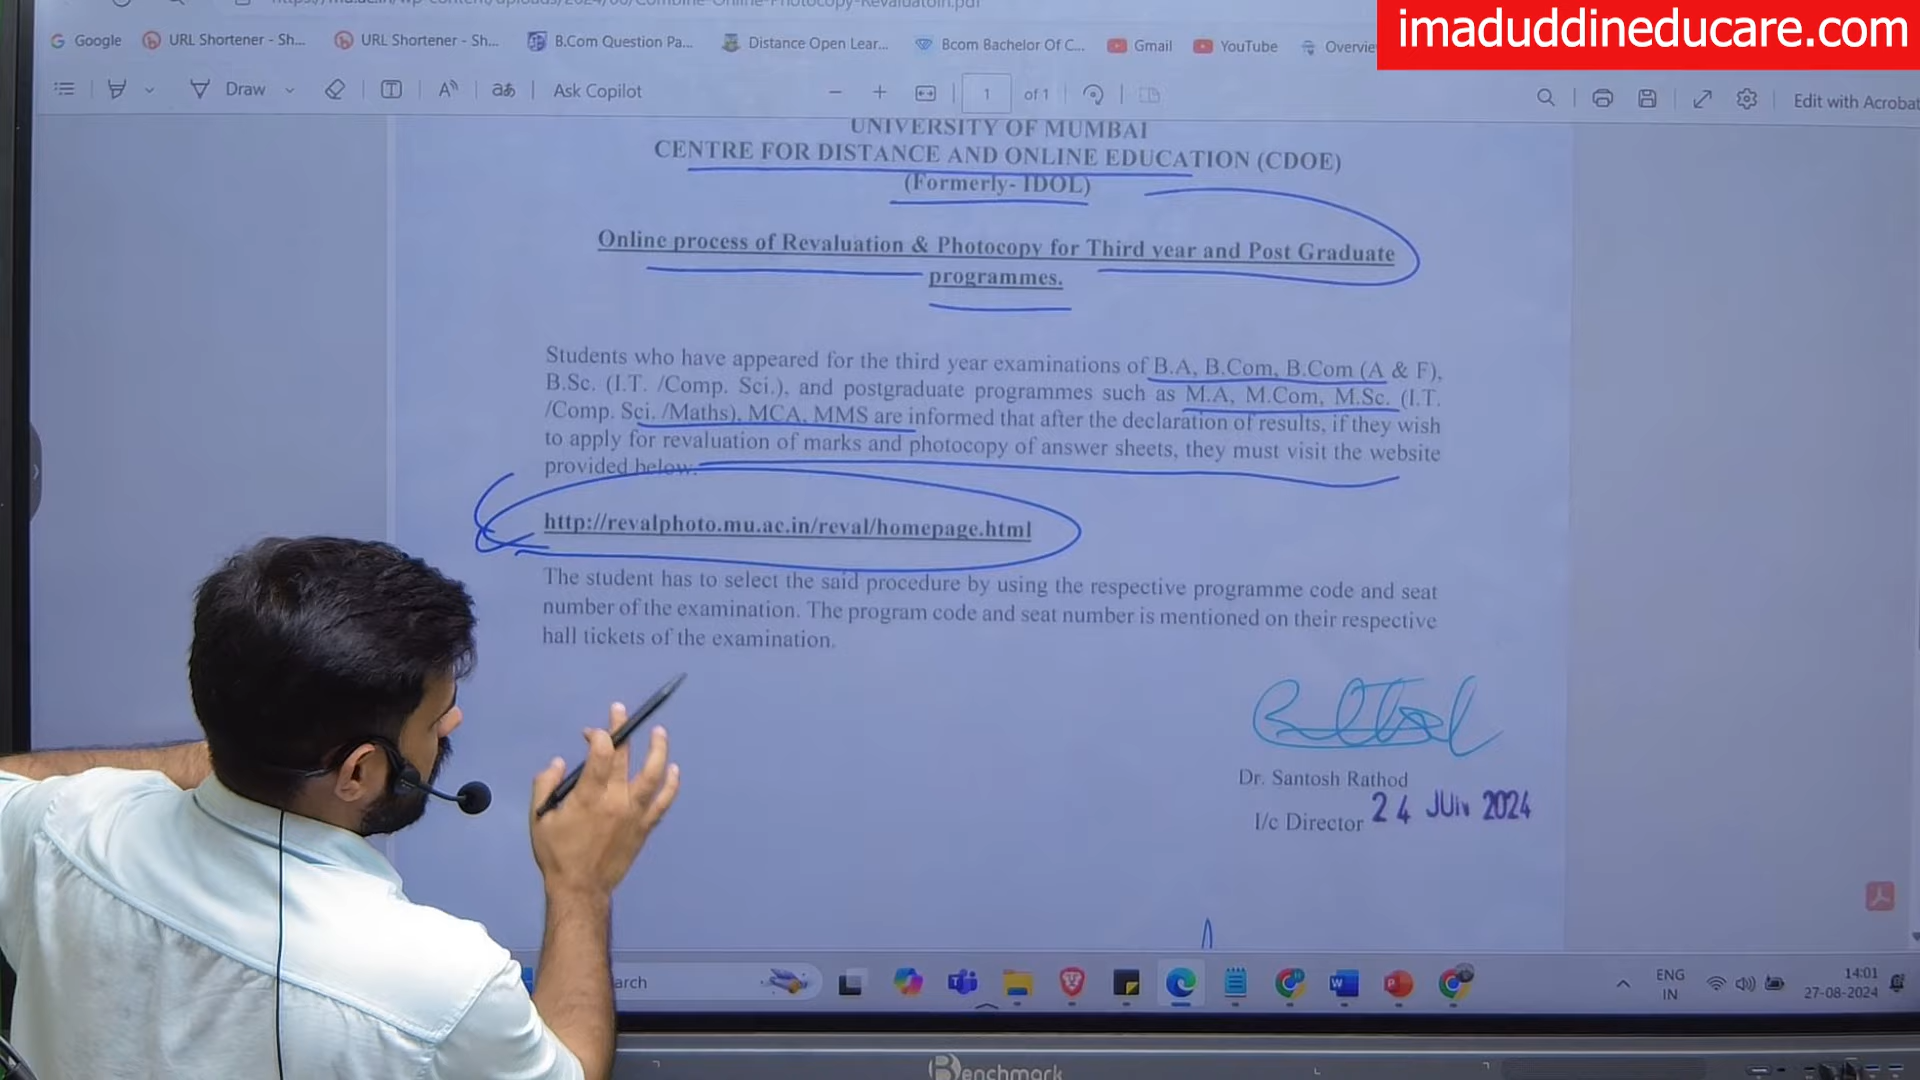 imaduddineducare.com
Google URL Shortener - Sh... URL Shortener - Sh... B.Com Question Pa... Distance Open Lear... Bcom Bachelor Of C... Gmail YouTube Overvie
Draw A aあ Ask Copilot 1 of 1 Edit with Acrobat
UNIVERSITY OF MUMBAI
CENTRE FOR DISTANCE AND ONLINE EDUCATION (CDOE)
(Formerly- IDOL)
Online process of Revaluation & Photocopy for Third year and Post Graduate
programmes.
Students who have appeared for the third year examinations of B.A, B.Com, B.Com (A & F),
B.Sc. (I.T. /Comp. Sci.), and postgraduate programmes such as M.A, M.Com, M.Sc. (I.T.
/Comp. Sci. /Maths), MCA, MMS are informed that after the declaration of results, if they wish
to apply for revaluation of marks and photocopy of answer sheets, they must visit the website
provided below.
http://revalphoto.mu.ac.in/reval/homepage.html
The student has to select the said procedure by using the respective programme code and seat
number of the examination. The program code and seat number is mentioned on their respective
hall tickets of the examination.
Dr. Santosh Rathod
I/c Director 24 JUN 2024
arch
ENG
IN
14:01
27-08-2024
Benchmark